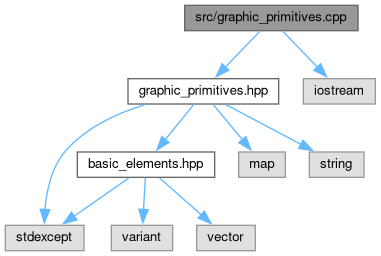 src/graphic_primitives.cpp
graphic_primitives.hpp
iostream
basic_elements.hpp
map
string
stdexcept
variant
vector